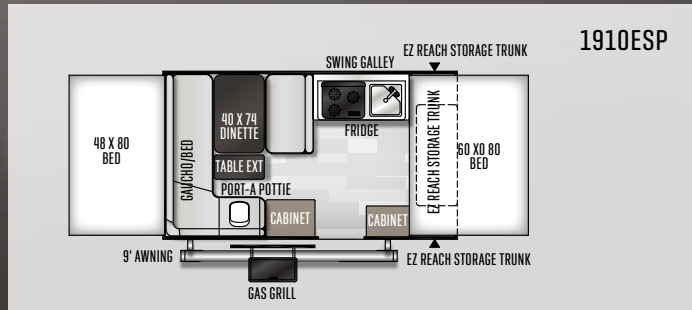 1910ESP
EZ REACH STORAGE TRUNK
SWING GALLEY
48 X 80
BED
GAUCHO/BED
40 X 74
DINETTE
TABLE EXT
PORT-A POTTIE
FRIDGE
EZ REACH STORAGE TRUNK
60 X0 80
BED
CABINET
CABINET
9' AWNING
EZ REACH STORAGE TRUNK
GAS GRILL